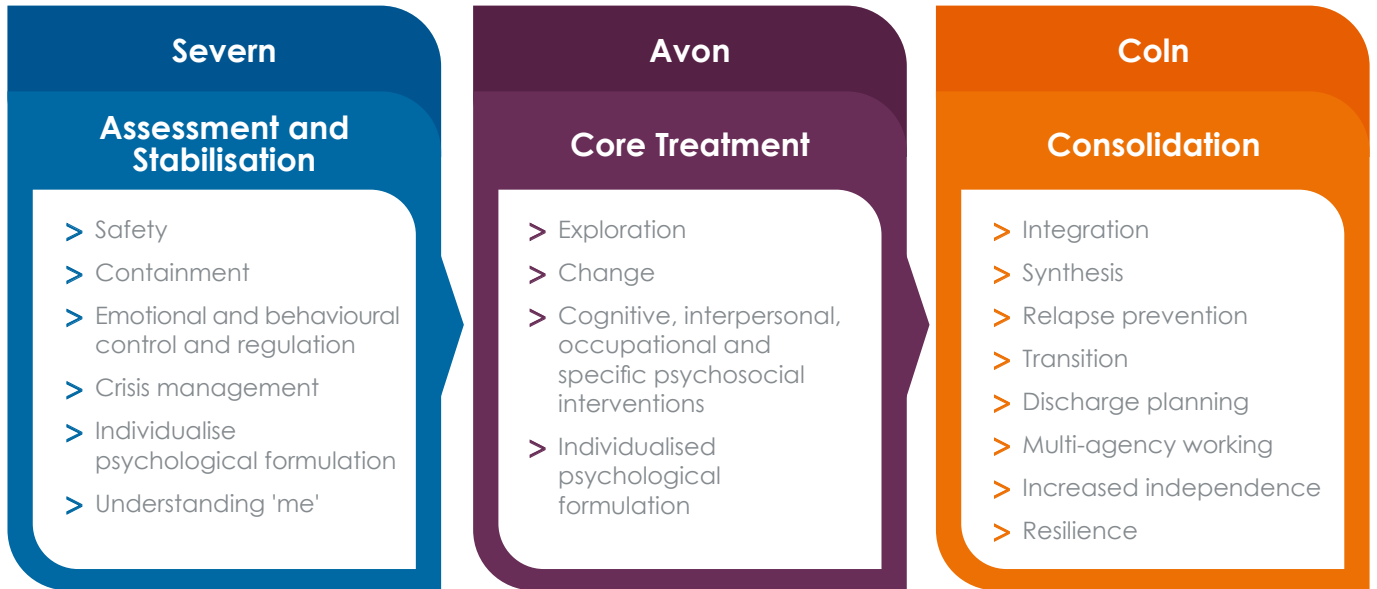 Severn
Assessment and
Stabilisation
> Safety
> Containment
> Emotional and behavioural
control and regulation
> Crisis management
> Individualise
psychological formulation
> Understanding 'me'
Avon
Core Treatment
> Exploration
> Change
> Cognitive, interpersonal,
occupational and
specific psychosocial
interventions
> Individualised
psychological
formulation
Coln
Consolidation
> Integration
> Synthesis
> Relapse prevention
> Transition
> Discharge planning
> Multi-agency working
> Increased independence
> Resilience